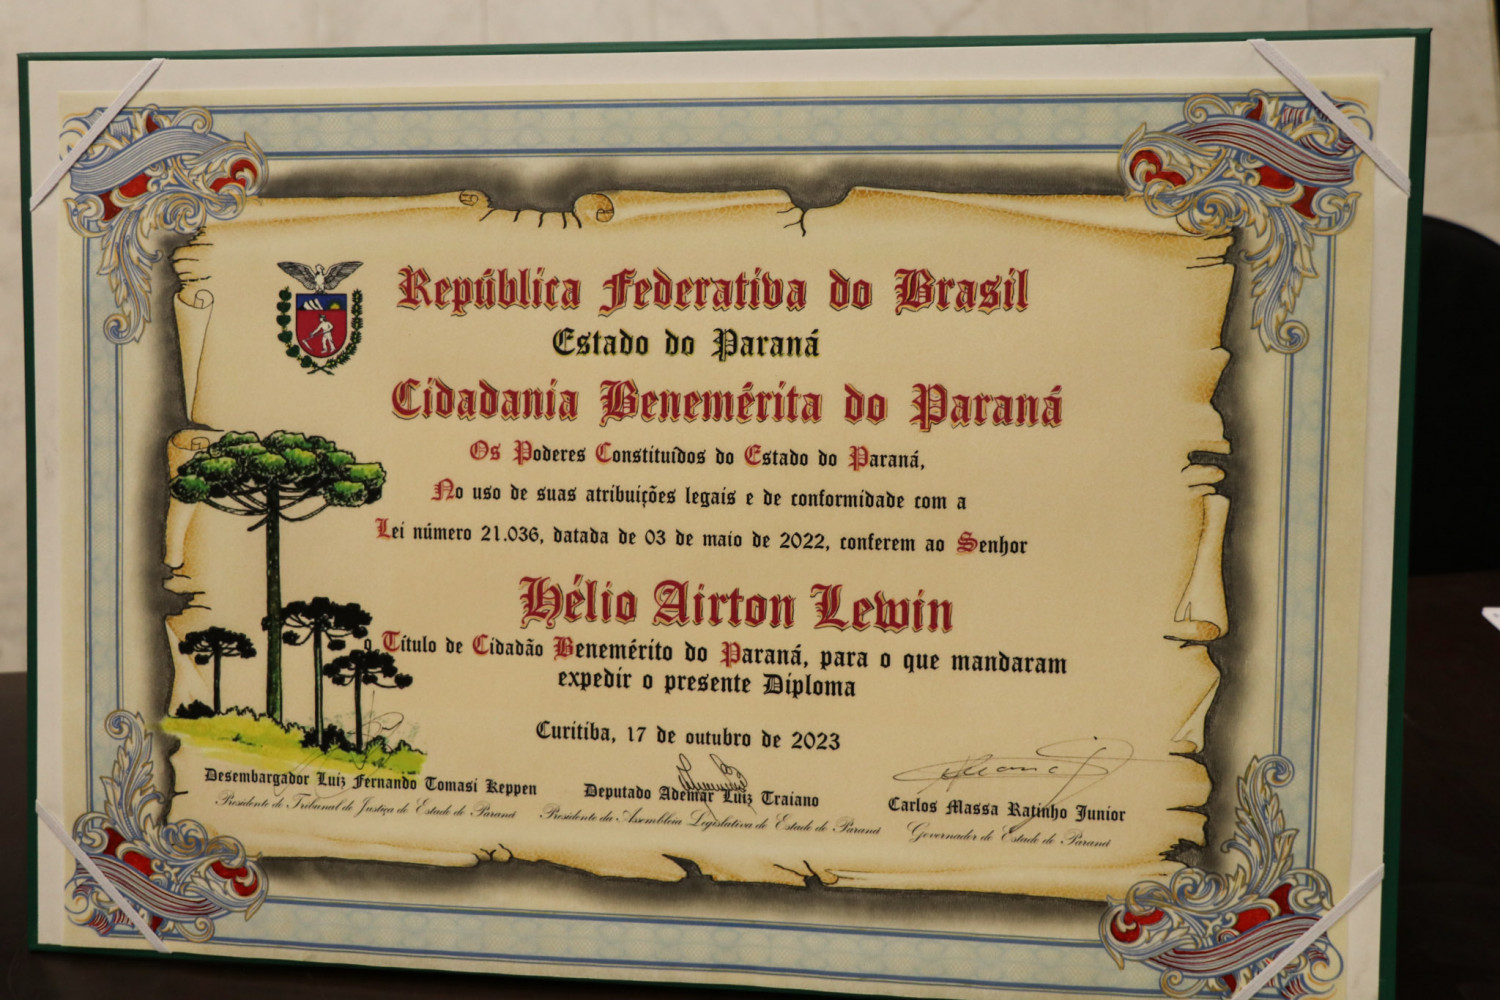 República Federativa do Brasil
Estado do Paraná
Cidadania Benemérita do Paraná
Os Poderes Constituídos do Estado do Paraná,
No uso de suas atribuições legais e de conformidade com a
Lei número 21.036, datada de 03 de maio de 2022, conferem ao Senhor
Hélio Airton Lewin
o Título de Cidadão Benemérito do Paraná, para o que mandaram
expedir o presente Diploma
Curitiba, 17 de outubro de 2023
Desembargador Luiz Fernando Tomasi Keppen
Presidente do Tribunal de Justiça do Estado do Paraná
Deputado Ademar Luiz Traiano
Presidente da Assembleia Legislativa do Estado do Paraná
Carlos Massa Ratinho Junior
Governador do Estado do Paraná